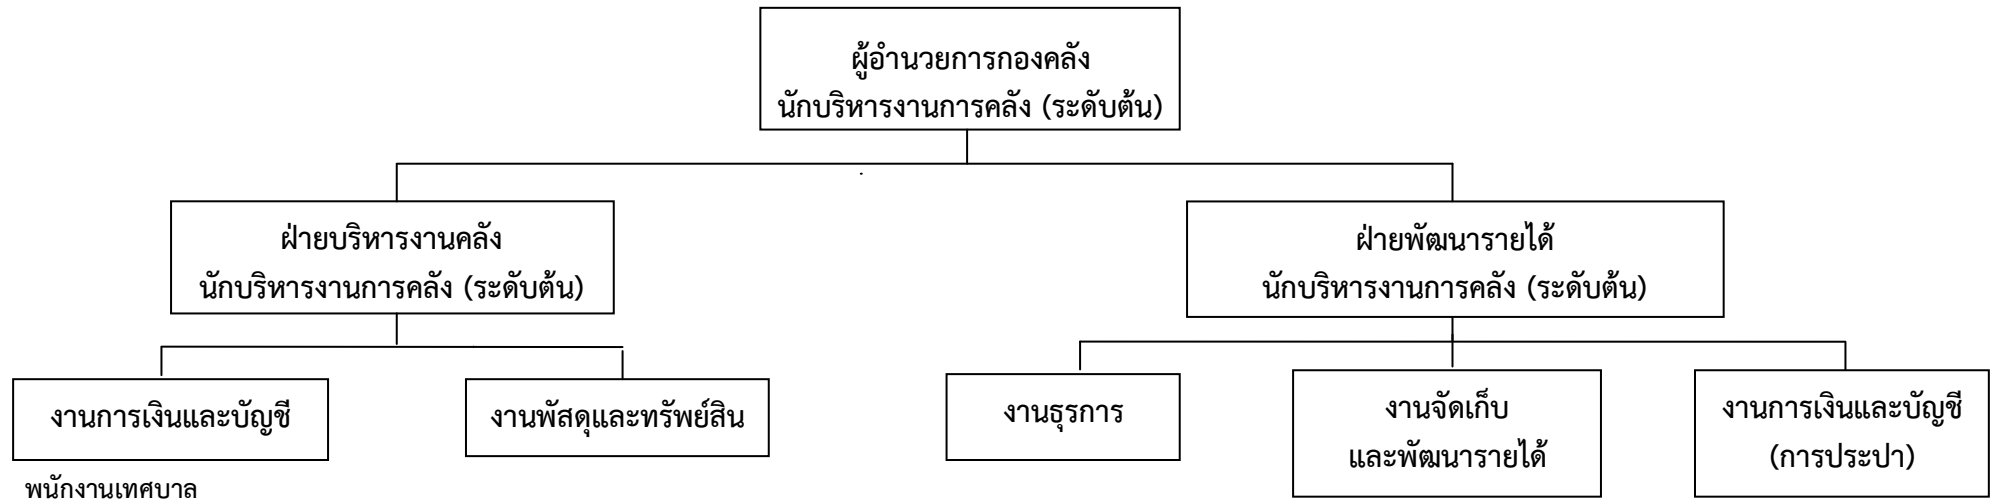 ผู้อำนวยการกองคลัง
นักบริหารงานการคลัง (ระดับต้น)
ฝ่ายบริหารงานคลัง
นักบริหารงานการคลัง (ระดับต้น)
ฝ่ายพัฒนารายได้
นักบริหารงานการคลัง (ระดับต้น)
งานการเงินและบัญชี
งานพัสดุและทรัพย์สิน
งานธุรการ
งานจัดเก็บ
และพัฒนารายได้
งานการเงินและบัญชี
(การประปา)
พนักงานเทศบาล